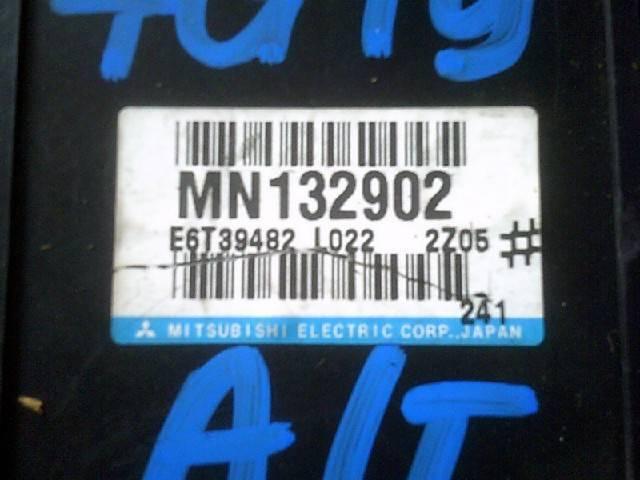 4G19
MN132902
E6T39482 L022 2Z05 #
241
MITSUBISHI ELECTRIC CORP., JAPAN
A/T